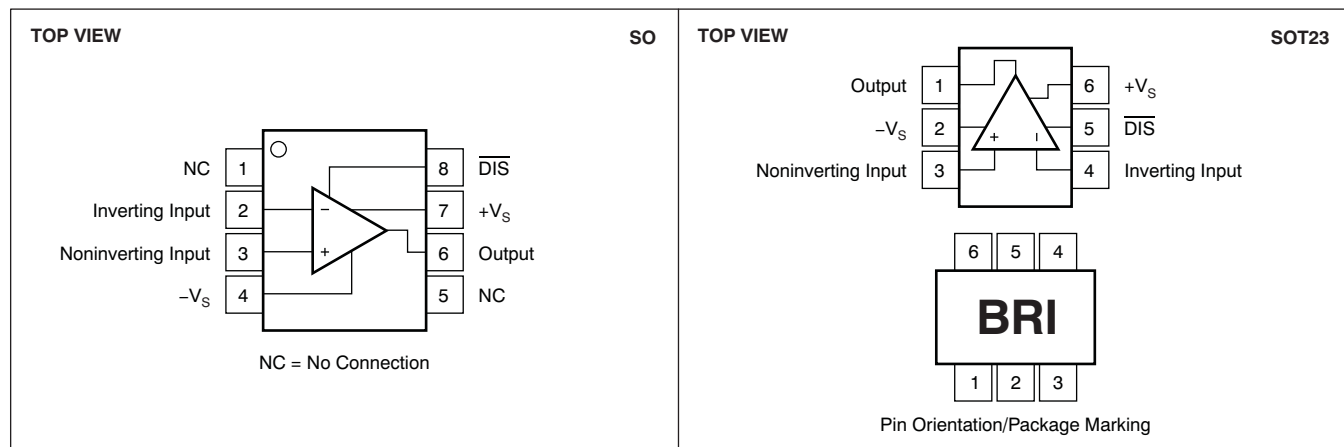 TOP VIEW SO
NC 1 8 D̅I̅S̅
Inverting Input 2 − 7 +VS
Noninverting Input 3 + 6 Output
−VS 4 5 NC
NC = No Connection
TOP VIEW SOT23
Output 1 6 +VS
−VS 2 + − 5 D̅I̅S̅
Noninverting Input 3 4 Inverting Input
6 5 4
BRI
1 2 3
Pin Orientation/Package Marking